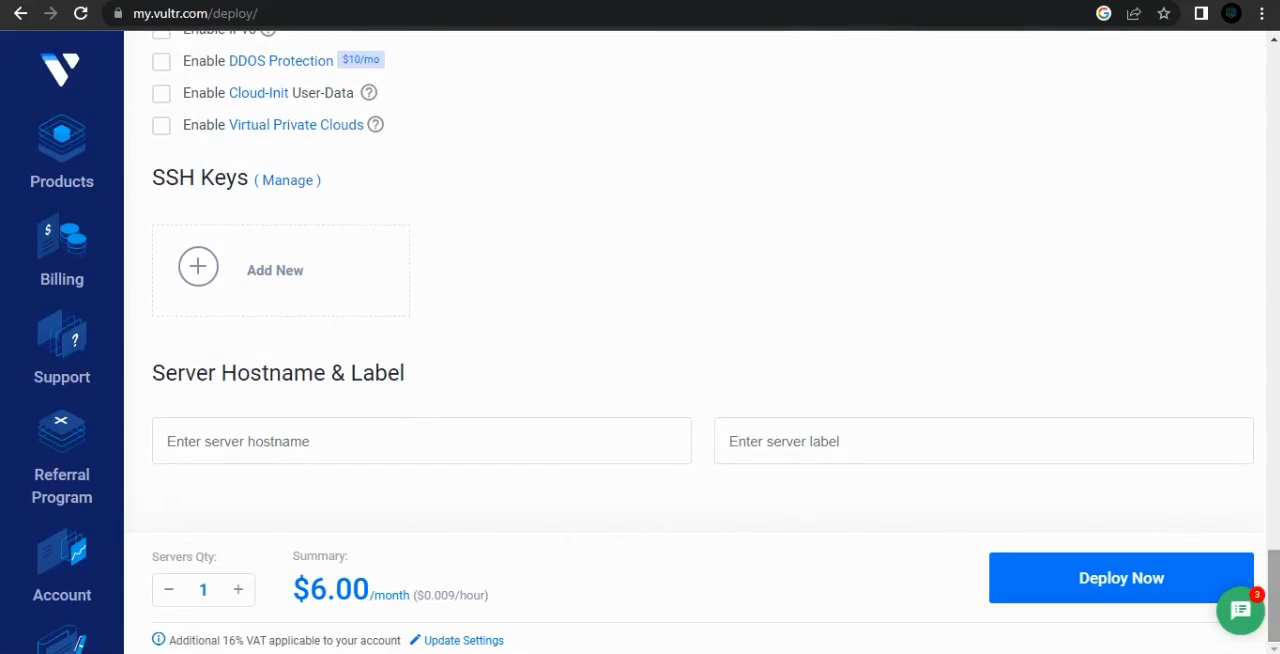 my.vultr.com/deploy/
Enable IPv6
Enable DDOS Protection $10/mo
Enable Cloud-Init User-Data ?
Enable Virtual Private Clouds ?
SSH Keys ( Manage )
Add New
Server Hostname & Label
Enter server hostname
Enter server label
Products
Billing
Support
Referral
Program
Account
Servers Qty:
− 1 +
Summary:
$6.00/month ($0.009/hour)
Additional 16% VAT applicable to your account Update Settings
Deploy Now
3